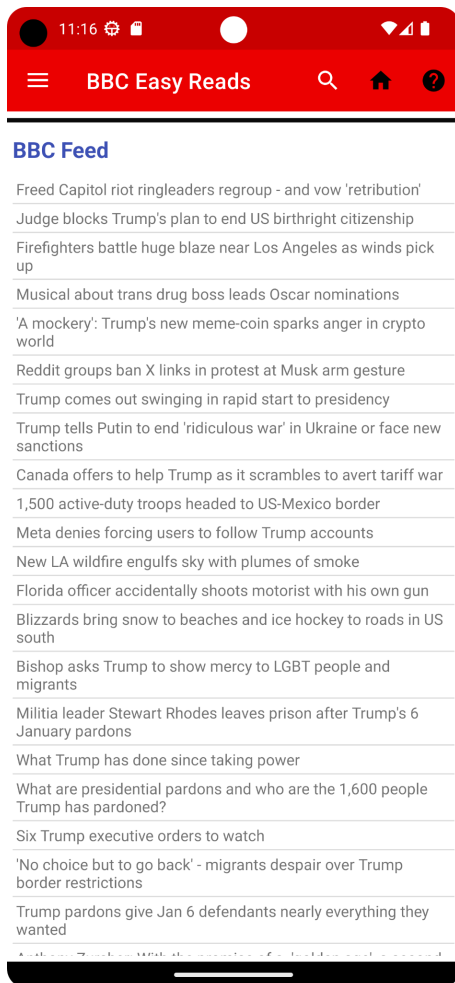 11:16
BBC Easy Reads
BBC Feed
Freed Capitol riot ringleaders regroup - and vow 'retribution'
Judge blocks Trump's plan to end US birthright citizenship
Firefighters battle huge blaze near Los Angeles as winds pick
up
Musical about trans drug boss leads Oscar nominations
'A mockery': Trump's new meme-coin sparks anger in crypto
world
Reddit groups ban X links in protest at Musk arm gesture
Trump comes out swinging in rapid start to presidency
Trump tells Putin to end 'ridiculous war' in Ukraine or face new
sanctions
Canada offers to help Trump as it scrambles to avert tariff war
1,500 active-duty troops headed to US-Mexico border
Meta denies forcing users to follow Trump accounts
New LA wildfire engulfs sky with plumes of smoke
Florida officer accidentally shoots motorist with his own gun
Blizzards bring snow to beaches and ice hockey to roads in US
south
Bishop asks Trump to show mercy to LGBT people and
migrants
Militia leader Stewart Rhodes leaves prison after Trump's 6
January pardons
What Trump has done since taking power
What are presidential pardons and who are the 1,600 people
Trump has pardoned?
Six Trump executive orders to watch
'No choice but to go back' - migrants despair over Trump
border restrictions
Trump pardons give Jan 6 defendants nearly everything they
wanted